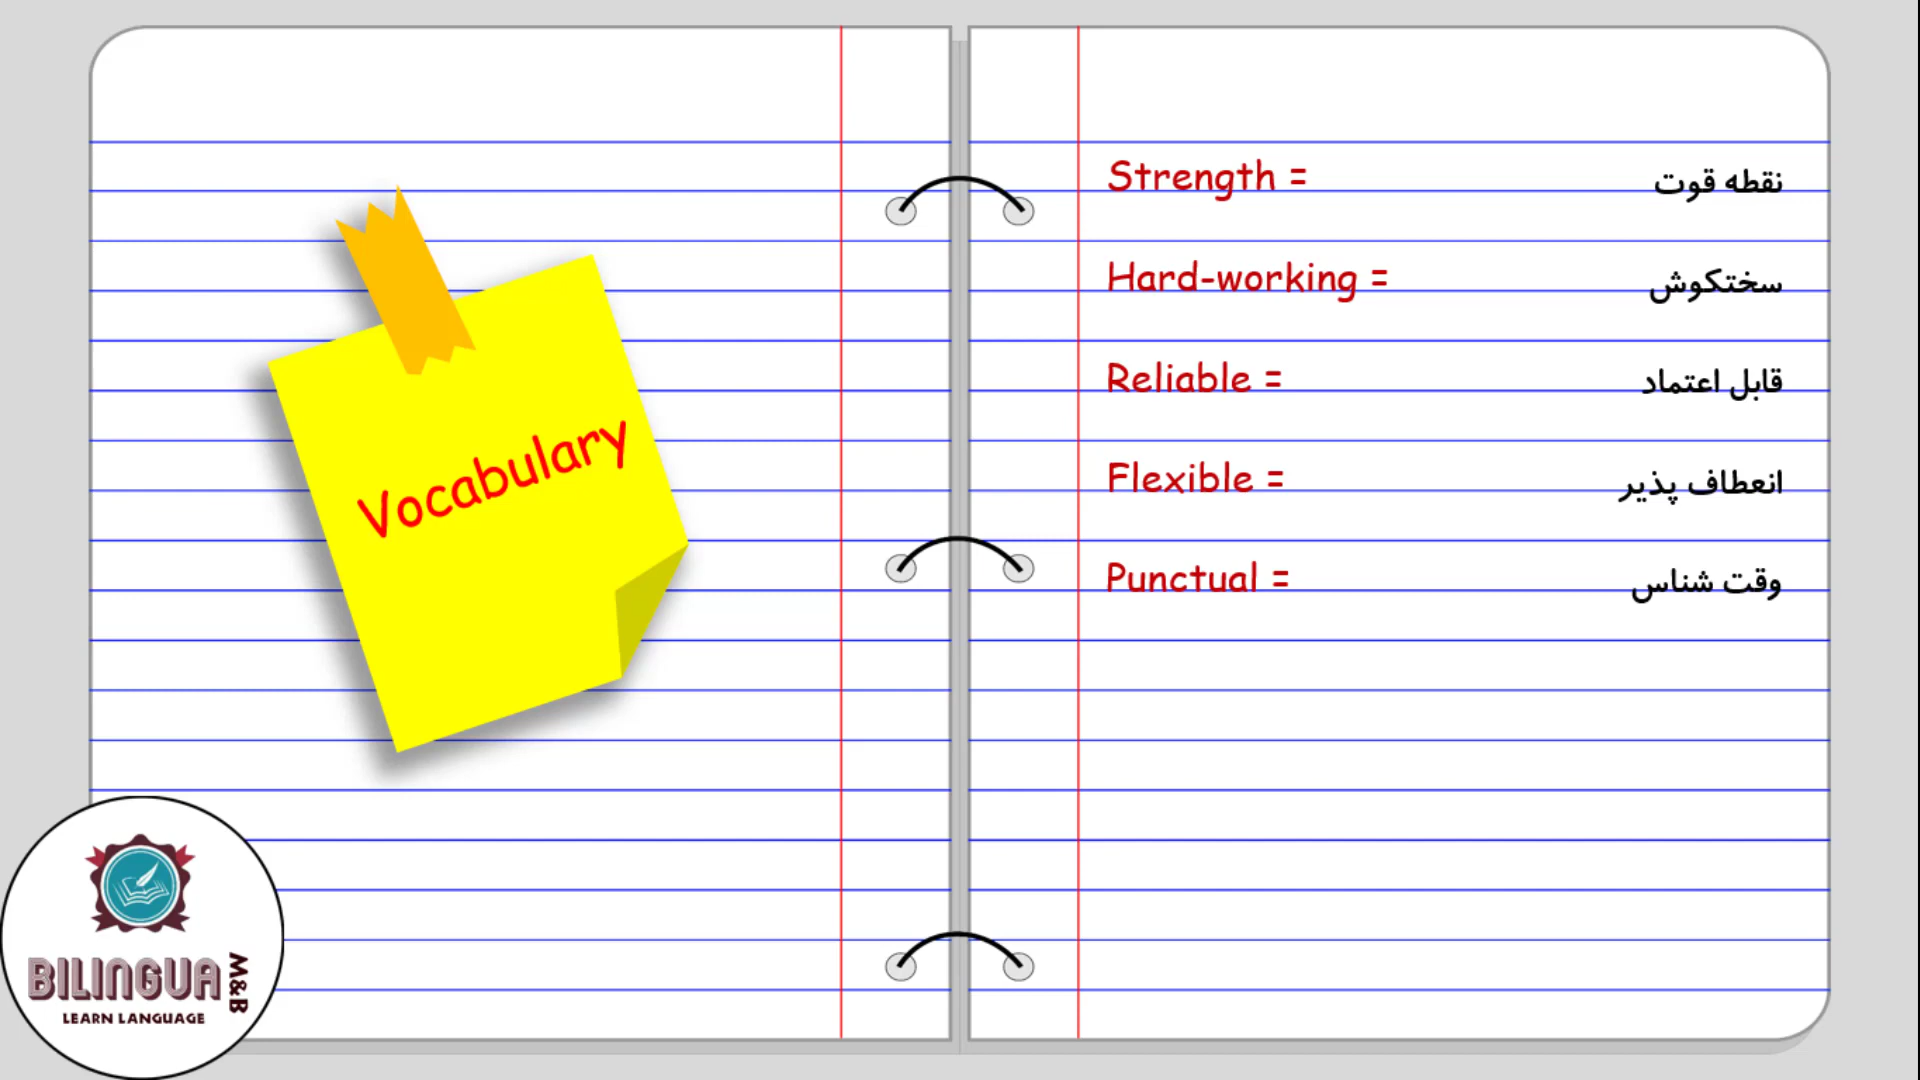 Vocabulary
Strength = نقطه قوت
Hard-working = سختکوش
Reliable = قابل اعتماد
Flexible = انعطاف پذیر
Punctual = وقت شناس
BILINGUA M&B
LEARN LANGUAGE